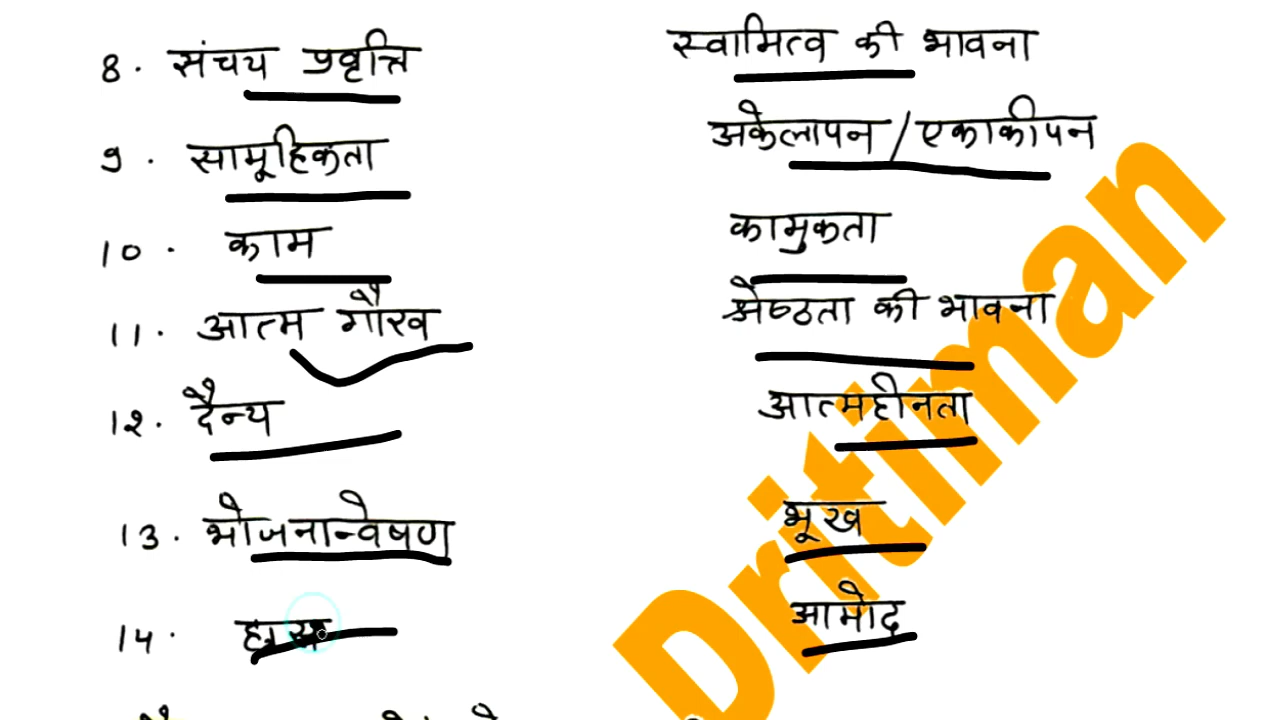 8. संचय प्रवृत्ति स्वामित्व की भावना
9. सामूहिकता अकेलापन / एकाकीपन
10. काम कामुकता
11. आत्म गौरव श्रेष्ठता की भावना
12. दैन्य आत्महीनता
13. भोजनान्वेषण भूख
14. हास्य आमोद
Dritiman